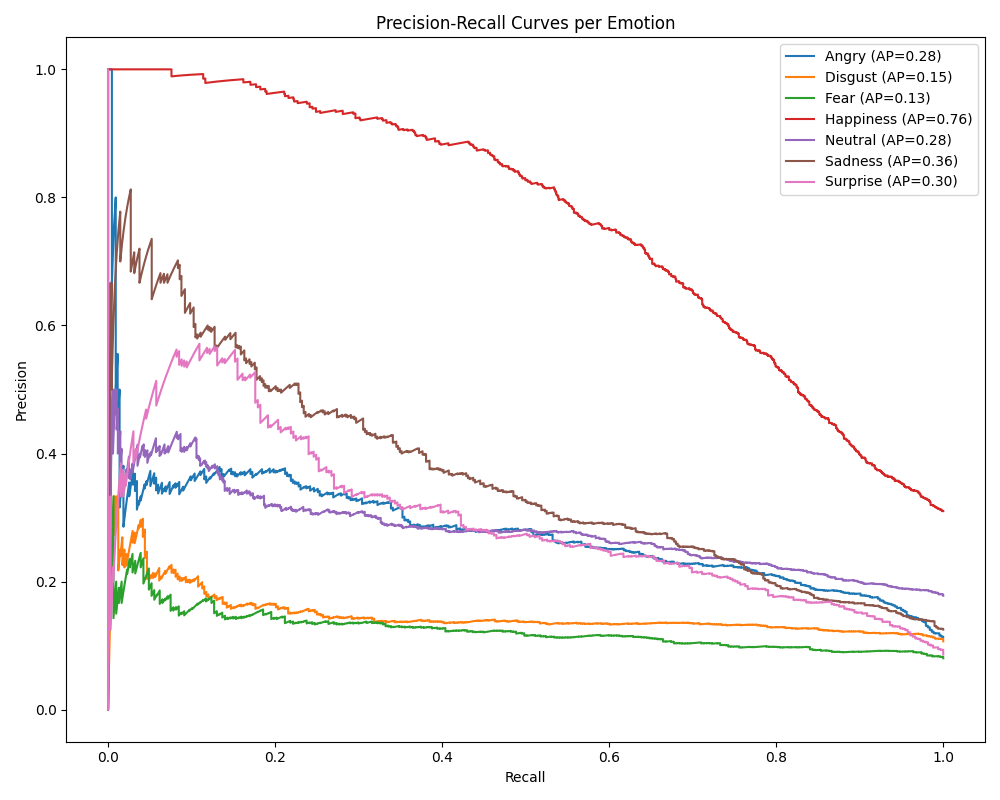 Precision-Recall Curves per Emotion
Angry (AP=0.28)
Disgust (AP=0.15)
Fear (AP=0.13)
Happiness (AP=0.76)
Neutral (AP=0.28)
Sadness (AP=0.36)
Surprise (AP=0.30)
Precision
1.0
0.8
0.6
0.4
0.2
0.0
0.0 0.2 0.4 0.6 0.8 1.0
Recall